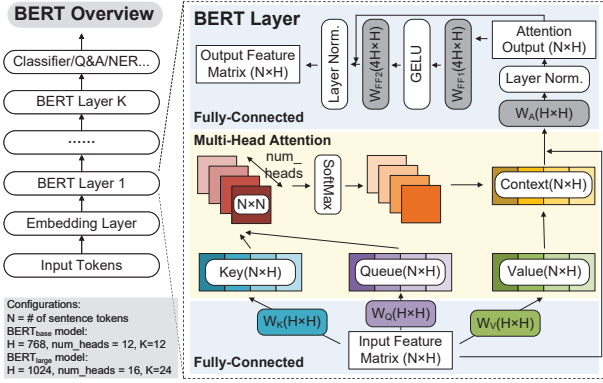 BERT Overview
Classifier/Q&A/NER...
BERT Layer K
......
BERT Layer 1
Embedding Layer
Input Tokens
Configurations:
N = # of sentence tokens
BERTbase model:
H = 768, num_heads = 12, K=12
BERTlarge model:
H = 1024, num_heads = 16, K=24
BERT Layer
Output Feature
Matrix (N×H)
Layer Norm.
WFF2(4H×H)
GELU
WFF1(4H×H)
Attention
Output (N×H)
Layer Norm.
WA(H×H)
Fully-Connected
Multi-Head Attention
num_
heads
N×N
SoftMax
Context(N×H)
Key(N×H)
Queue(N×H)
Value(N×H)
WK(H×H)
WQ(H×H)
WV(H×H)
Input Feature
Matrix (N×H)
Fully-Connected